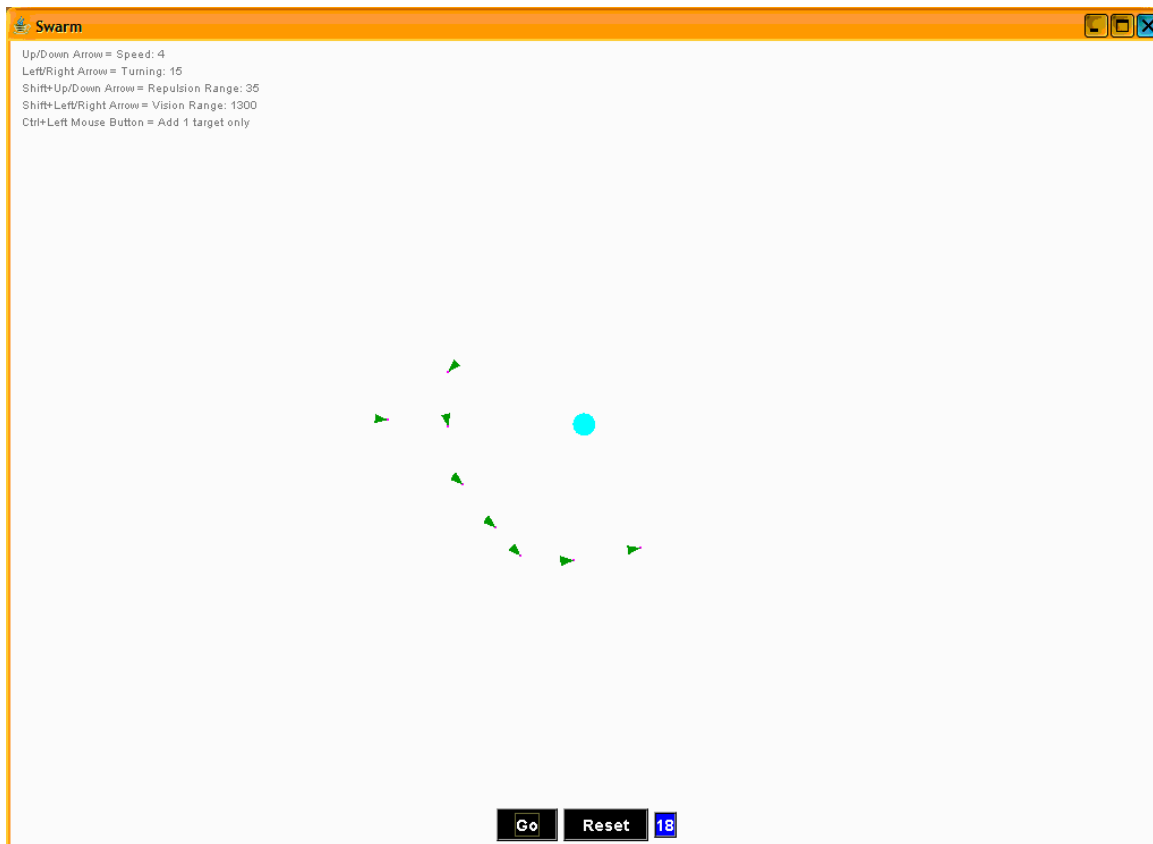 Swarm
Up/Down Arrow = Speed: 4
Left/Right Arrow = Turning: 15
Shift+Up/Down Arrow = Repulsion Range: 35
Shift+Left/Right Arrow = Vision Range: 1300
Ctrl+Left Mouse Button = Add 1 target only
Go Reset 18